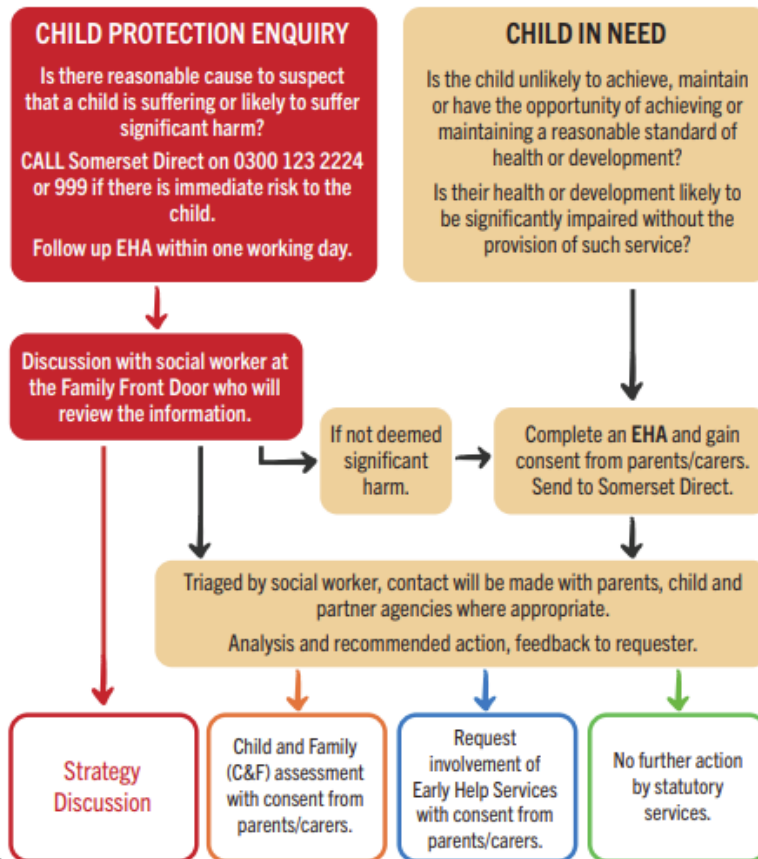 CHILD PROTECTION ENQUIRY
Is there reasonable cause to suspect
that a child is suffering or likely to suffer
significant harm?
CALL Somerset Direct on 0300 123 2224
or 999 if there is immediate risk to the
child.
Follow up EHA within one working day.
CHILD IN NEED
Is the child unlikely to achieve, maintain
or have the opportunity of achieving or
maintaining a reasonable standard of
health or development?
Is their health or development likely to
be significantly impaired without the
provision of such service?
Discussion with social worker at
the Family Front Door who will
review the information.
If not deemed
significant
harm.
Complete an EHA and gain
consent from parents/carers.
Send to Somerset Direct.
Triaged by social worker, contact will be made with parents, child and
partner agencies where appropriate.
Analysis and recommended action, feedback to requester.
Strategy
Discussion
Child and Family
(C&F) assessment
with consent from
parents/carers.
Request
involvement of
Early Help Services
with consent from
parents/carers.
No further action
by statutory
services.